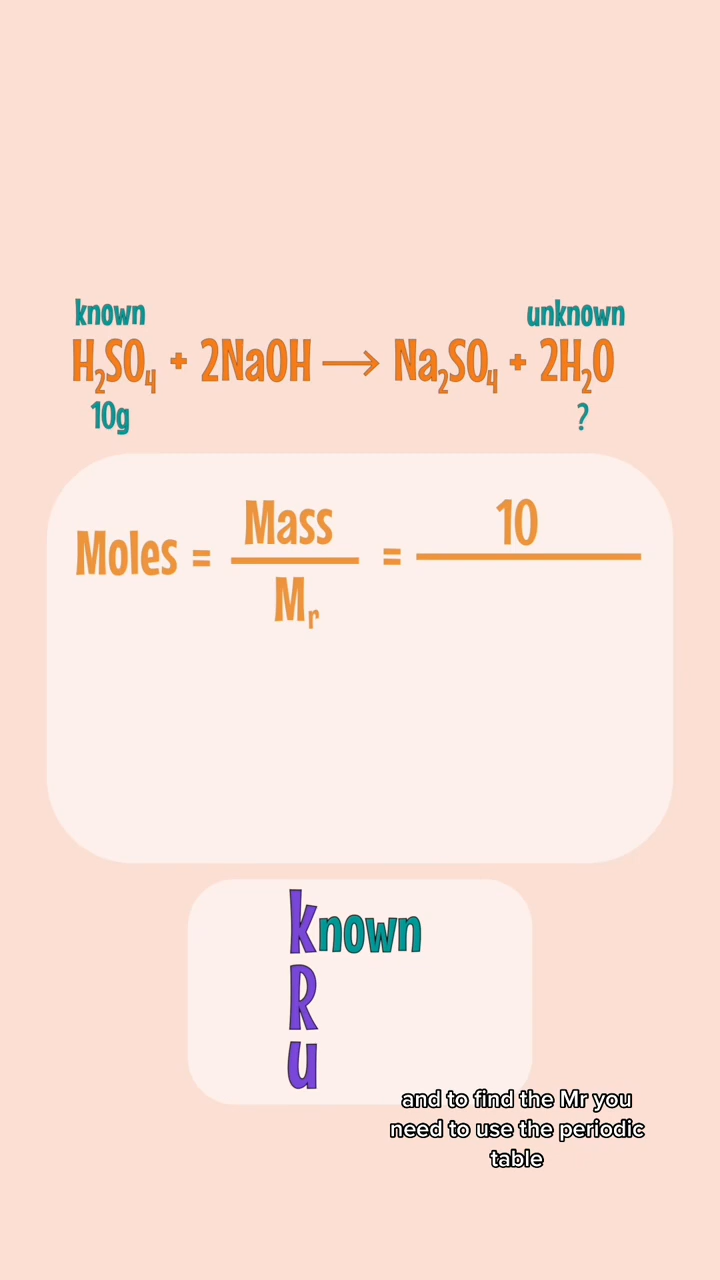 known unknown
H₂SO₄ + 2NaOH ⟶ Na₂SO₄ + 2H₂O
10g ?
Moles = Mass / Mᵣ = 10
known
R
u
and to find the Mr you
need to use the periodic
table